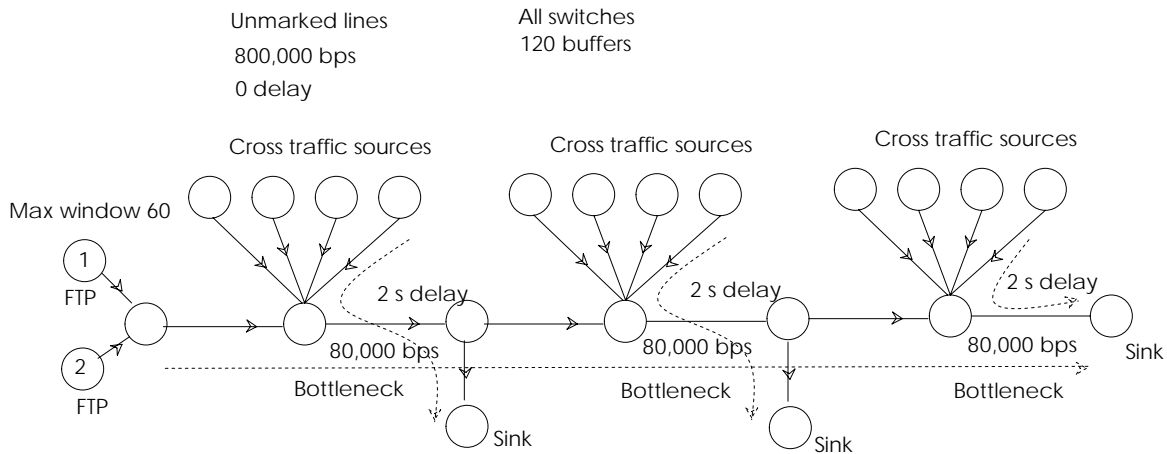 Unmarked lines
800,000 bps
0 delay
All switches
120 buffers
Cross traffic sources
Cross traffic sources
Cross traffic sources
Max window 60
1
FTP
2
FTP
2 s delay
80,000 bps
Bottleneck
Sink
2 s delay
80,000 bps
Bottleneck
Sink
2 s delay
80,000 bps
Bottleneck
Sink